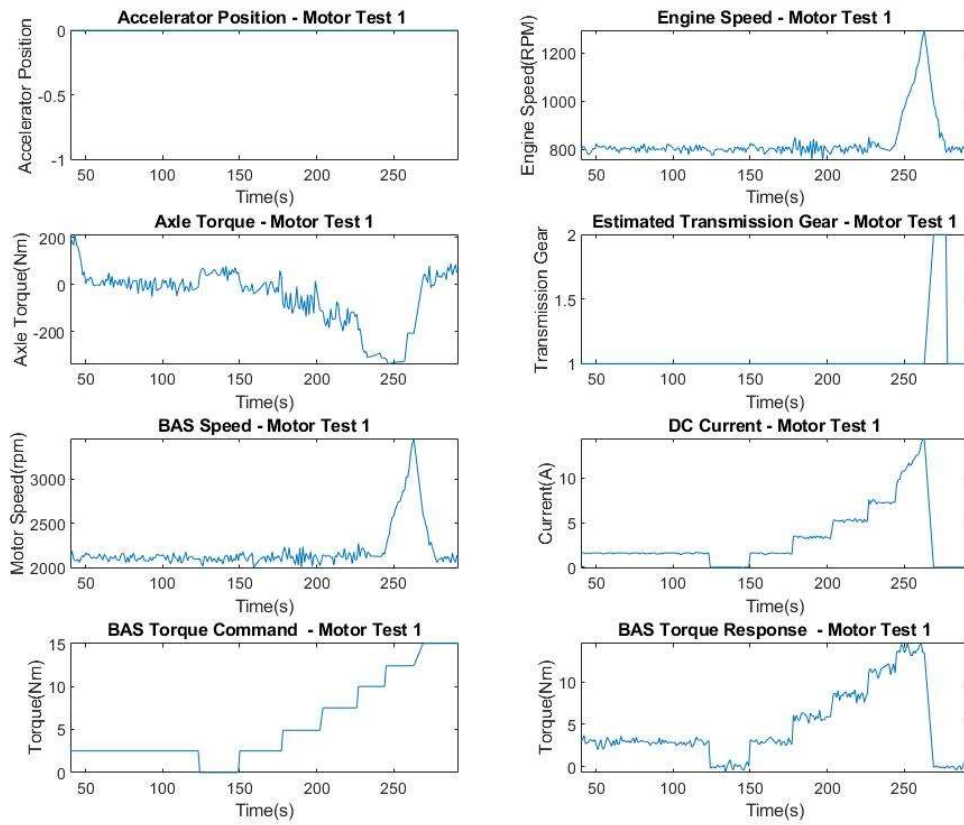 Accelerator Position - Motor Test 1
Accelerator Position
0
-0.5
-1
50 100 150 200 250
Time(s)
Engine Speed - Motor Test 1
Engine Speed(RPM)
1200
1000
800
50 100 150 200 250
Time(s)
Axle Torque - Motor Test 1
Axle Torque(Nm)
200
0
-200
50 100 150 200 250
Time(s)
Estimated Transmission Gear - Motor Test 1
Transmission Gear
2
1.5
1
50 100 150 200 250
Time(s)
BAS Speed - Motor Test 1
Motor Speed(rpm)
3000
2500
2000
50 100 150 200 250
Time(s)
DC Current - Motor Test 1
Current(A)
10
5
0
50 100 150 200 250
Time(s)
BAS Torque Command - Motor Test 1
Torque(Nm)
15
10
5
0
50 100 150 200 250
Time(s)
BAS Torque Response - Motor Test 1
Torque(Nm)
10
5
0
50 100 150 200 250
Time(s)